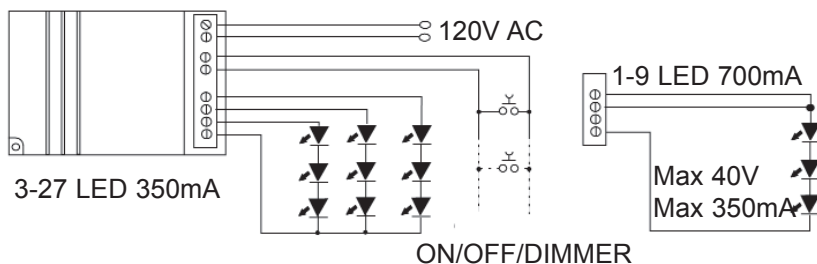 120V AC
1-9 LED 700mA
3-27 LED 350mA
Max 40V
Max 350mA
ON/OFF/DIMMER